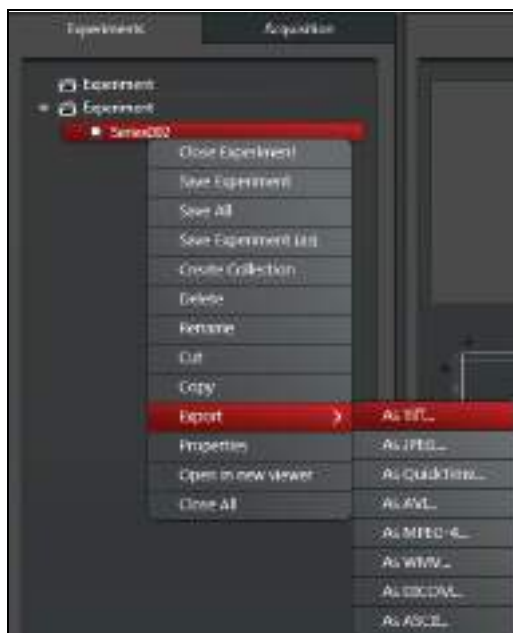 Experiments
Acquisition
Experiment
Experiment
Series002
Close Experiment
Save Experiment
Save All
Save Experiment (as)
Create Collection
Delete
Rename
Cut
Copy
Export
Properties
Open in new viewer
Close All
As Tiff...
As JPEG...
As QuickTime...
As AVI...
As MPEG-4...
As WMV...
As DICOM...
As ASCII...